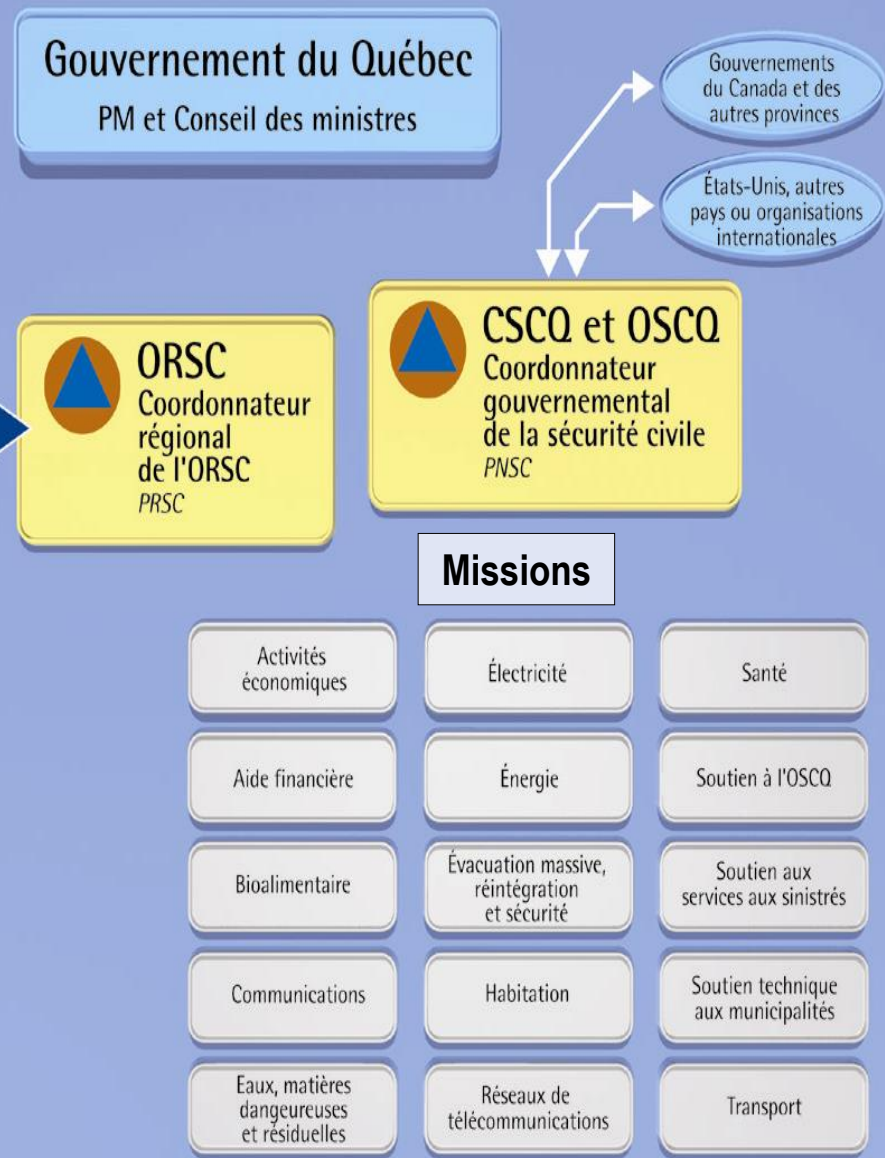 Gouvernement du Québec
PM et Conseil des ministres
Gouvernements
du Canada et des
autres provinces
États-Unis, autres
pays ou organisations
internationales
ORSC
Coordonnateur
régional
de l'ORSC
PRSC
CSCQ et OSCQ
Coordonnateur
gouvernemental
de la sécurité civile
PNSC
Missions
Activités
économiques
Électricité
Santé
Aide financière
Énergie
Soutien à l'OSCQ
Bioalimentaire
Évacuation massive,
réintégration
et sécurité
Soutien aux
services aux sinistrés
Communications
Habitation
Soutien technique
aux municipalités
Eaux, matières
dangeureuses
et résiduelles
Réseaux de
télécommunications
Transport